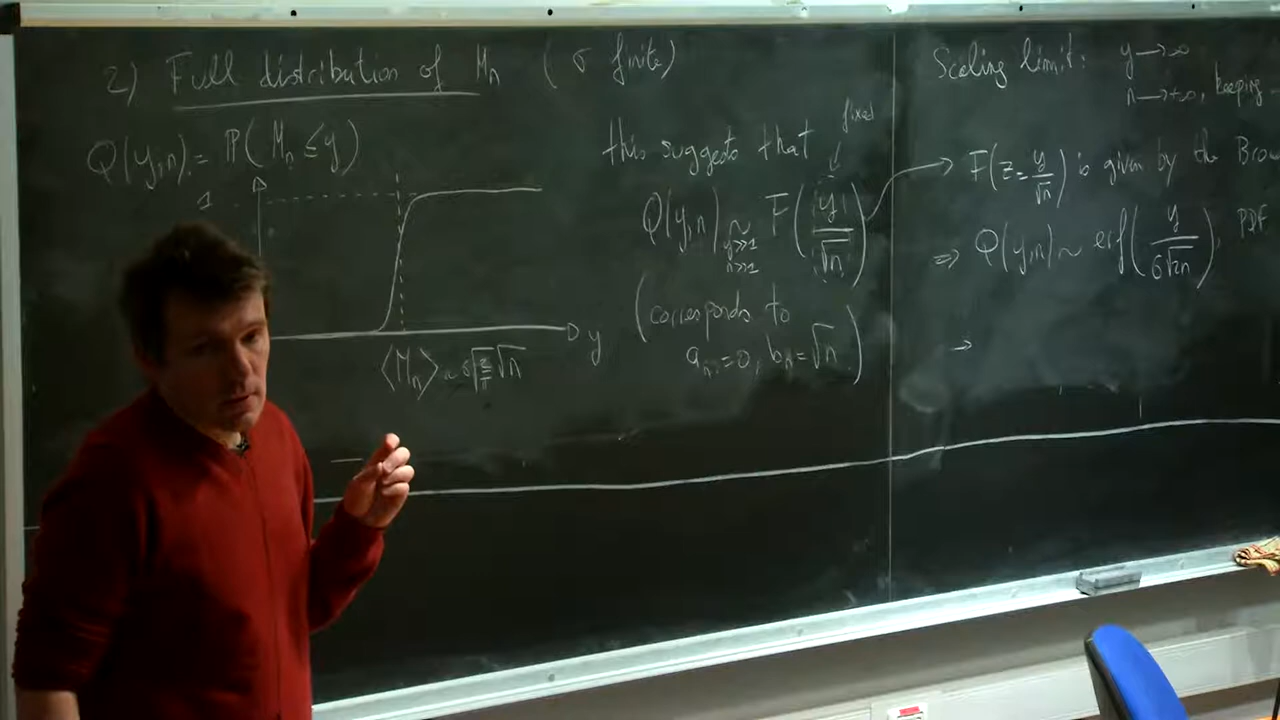 2) Full distribution of Mₙ (σ finite)
Q(y,n) = ℙ(Mₙ ≤ y)
1
y
⟨Mₙ⟩ ~ σ√(2/π) √n
this suggests that
fixed
Q(y,n) ~ F(y/√n)
y≫1
n≫1
(corresponds to
aₙ = 0, bₙ = √n)
Scaling limit: y → ∞
n → +∞, keeping
F(z = y/√n) is given by the
⇒ Q(y,n) ~ erf(y/(σ√2n)), PDF
→